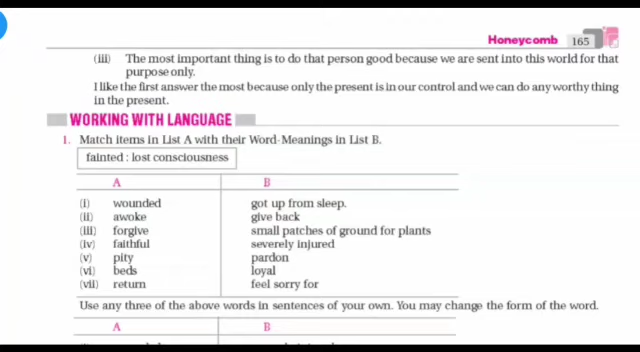 Honeycomb 165
(iii) The most important thing is to do that person good because we are sent into this world for that
purpose only.
I like the first answer the most because only the present is in our control and we can do any worthy thing
in the present.
WORKING WITH LANGUAGE
1. Match items in List A with their Word-Meanings in List B.
fainted : lost consciousness
A B
(i) wounded got up from sleep.
(ii) awoke give back
(iii) forgive small patches of ground for plants
(iv) faithful severely injured
(v) pity pardon
(vi) beds loyal
(vii) return feel sorry for
Use any three of the above words in sentences of your own. You may change the form of the word.
A B